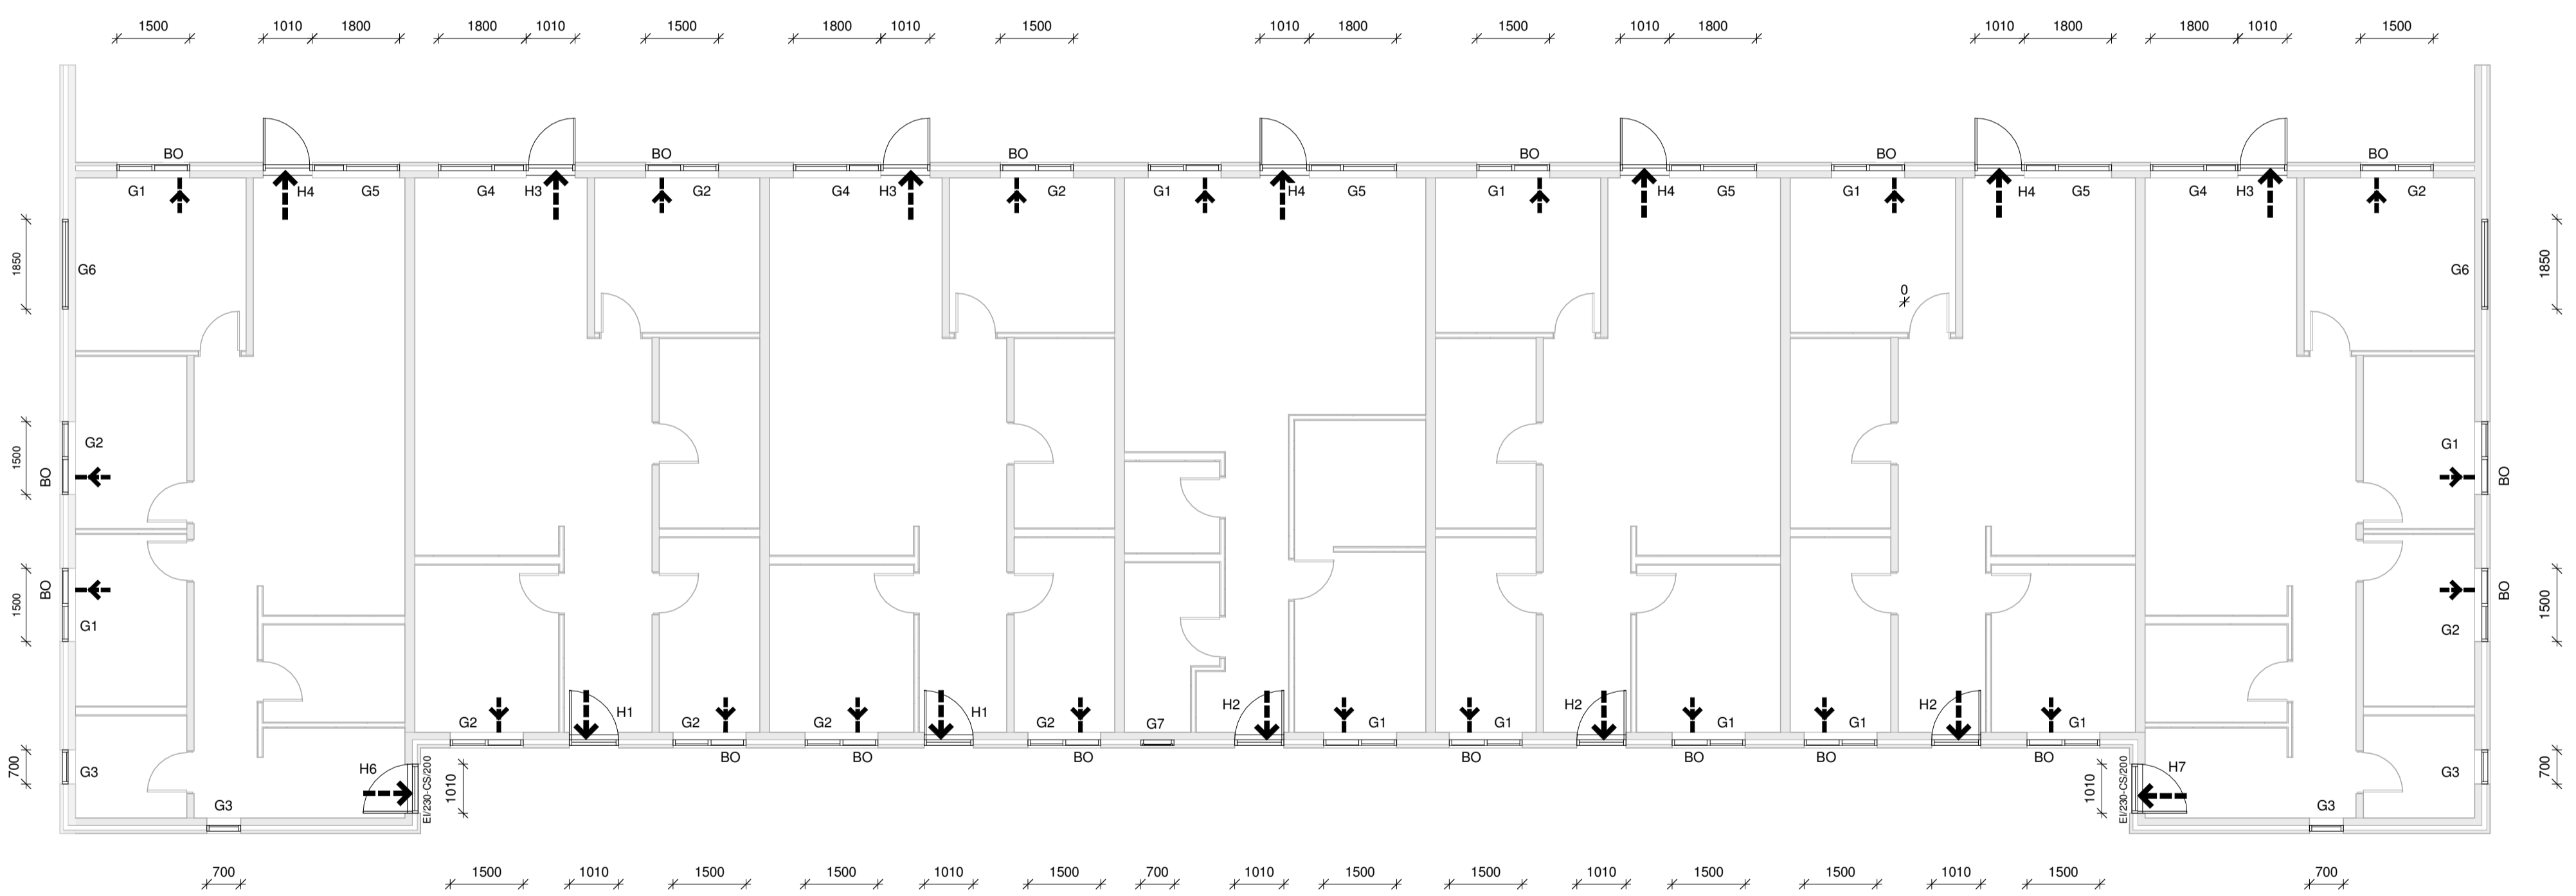 1500 1010 1800 1800 1010 1500 1800 1010 1500 1010 1800 1500 1010 1800 1010 1800 1800 1010 1500
BO BO BO BO BO BO
G1 H4 G5 G4 H3 G2 G4 H3 G2 G1 H4 G5 G1 H4 G5 G1 H4 G5 G4 H3 G2
1850 G6 0 G6 1850
1500 BO G2 G1 BO
1500 BO G1 G2 BO 1500
G2 H1 G2 G2 H1 G2 G7 H2 G1 G1 H2 G1 G1 H2 G1
BO BO BO BO BO BO BO
700 G3 H6 EI/230-CS/200 1010 1010 EI/230-CS/200 H7 G3 700
G3 G3
700 1500 1010 1500 1500 1010 1500 700 1010 1500 1500 1010 1500 1500 1010 1500 700